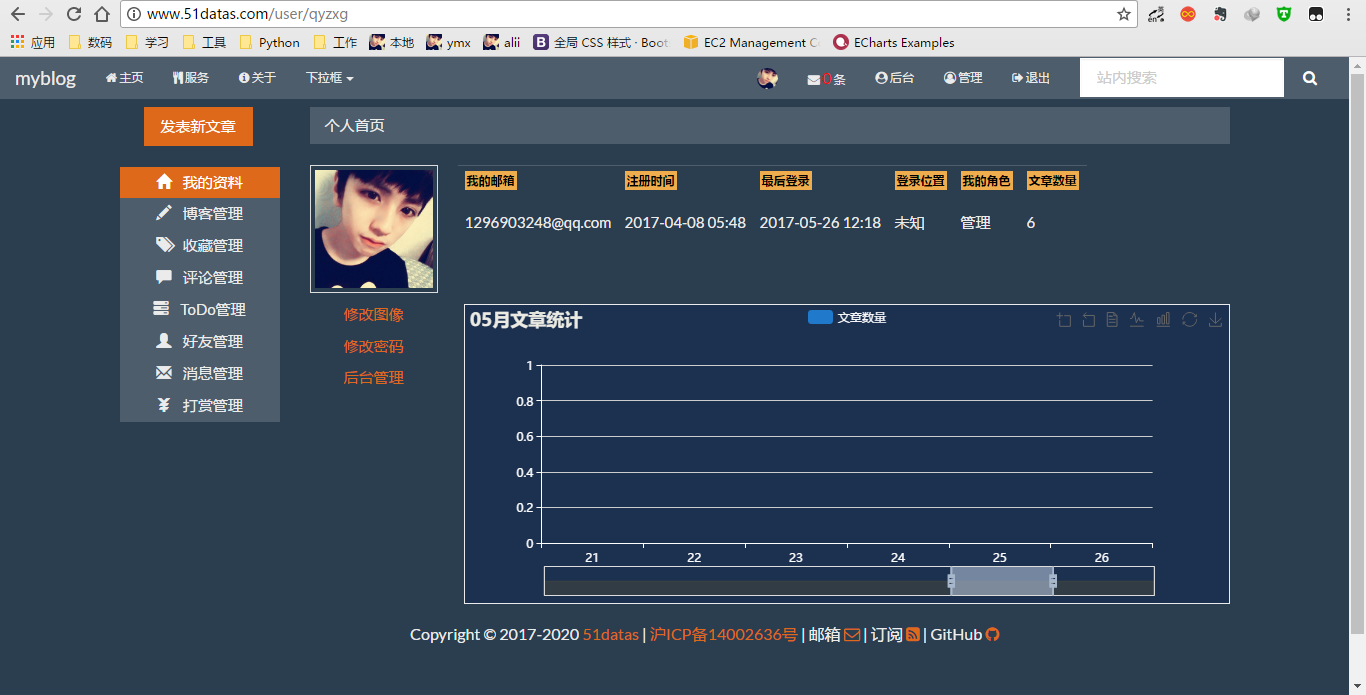 www.51datas.com/user/qyzxg
应用 数码 学习 工具 Python 工作 本地 ymx alii B 全局 CSS 样式 · Boot EC2 Management C ECharts Examples
myblog 主页 服务 关于 下拉框 0条 后台 管理 退出 站内搜索
发表新文章 个人首页
我的资料
博客管理
收藏管理
评论管理
ToDo管理
好友管理
消息管理
打赏管理
修改图像
修改密码
后台管理
我的邮箱 注册时间 最后登录 登录位置 我的角色 文章数量
1296903248@qq.com 2017-04-08 05:48 2017-05-26 12:18 未知 管理 6
05月文章统计 文章数量
1
0.8
0.6
0.4
0.2
0
21 22 23 24 25 26
Copyright © 2017-2020 51datas | 沪ICP备14002636号 | 邮箱 | 订阅 | GitHub